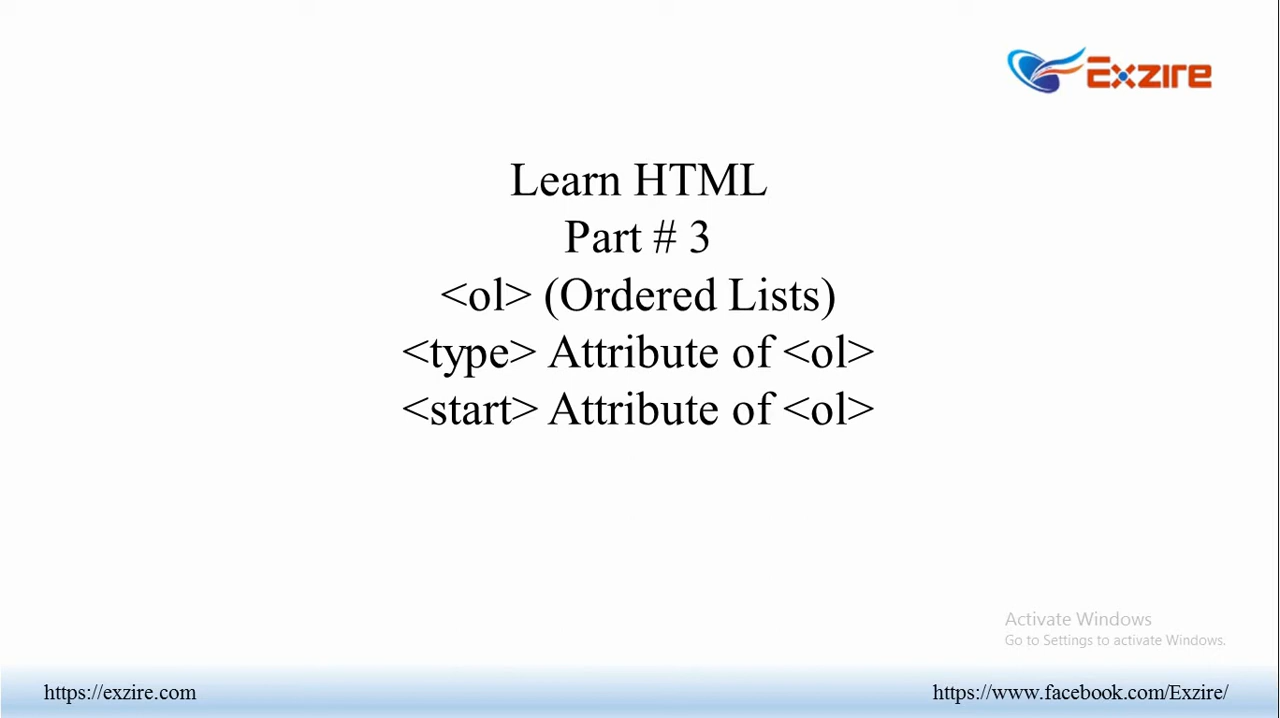 Exzire
Learn HTML
Part # 3
<ol> (Ordered Lists)
<type> Attribute of <ol>
<start> Attribute of <ol>
Activate Windows
Go to Settings to activate Windows.
https://exzire.com
https://www.facebook.com/Exzire/